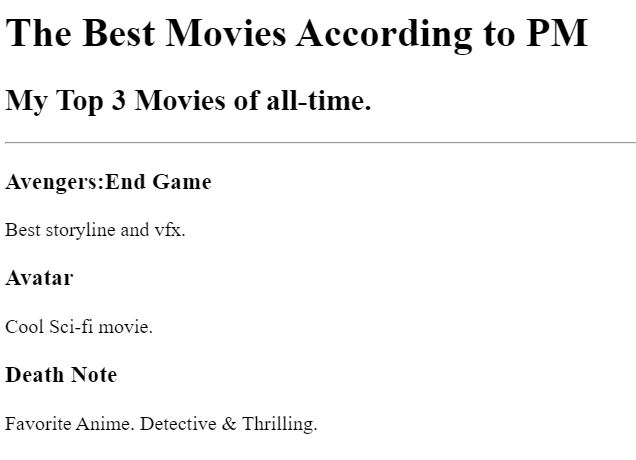 The Best Movies According to PM
My Top 3 Movies of all-time.
Avengers:End Game
Best storyline and vfx.
Avatar
Cool Sci-fi movie.
Death Note
Favorite Anime. Detective & Thrilling.